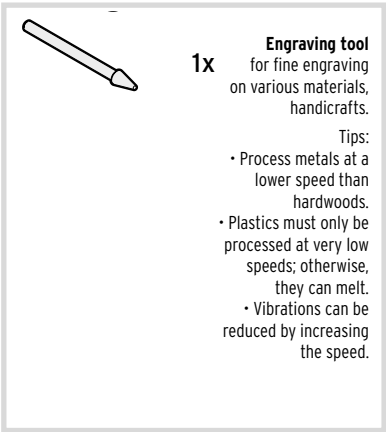 1x
Engraving tool
for fine engraving
on various materials,
handicrafts.
Tips:
• Process metals at a
lower speed than
hardwoods.
• Plastics must only be
processed at very low
speeds; otherwise,
they can melt.
• Vibrations can be
reduced by increasing
the speed.